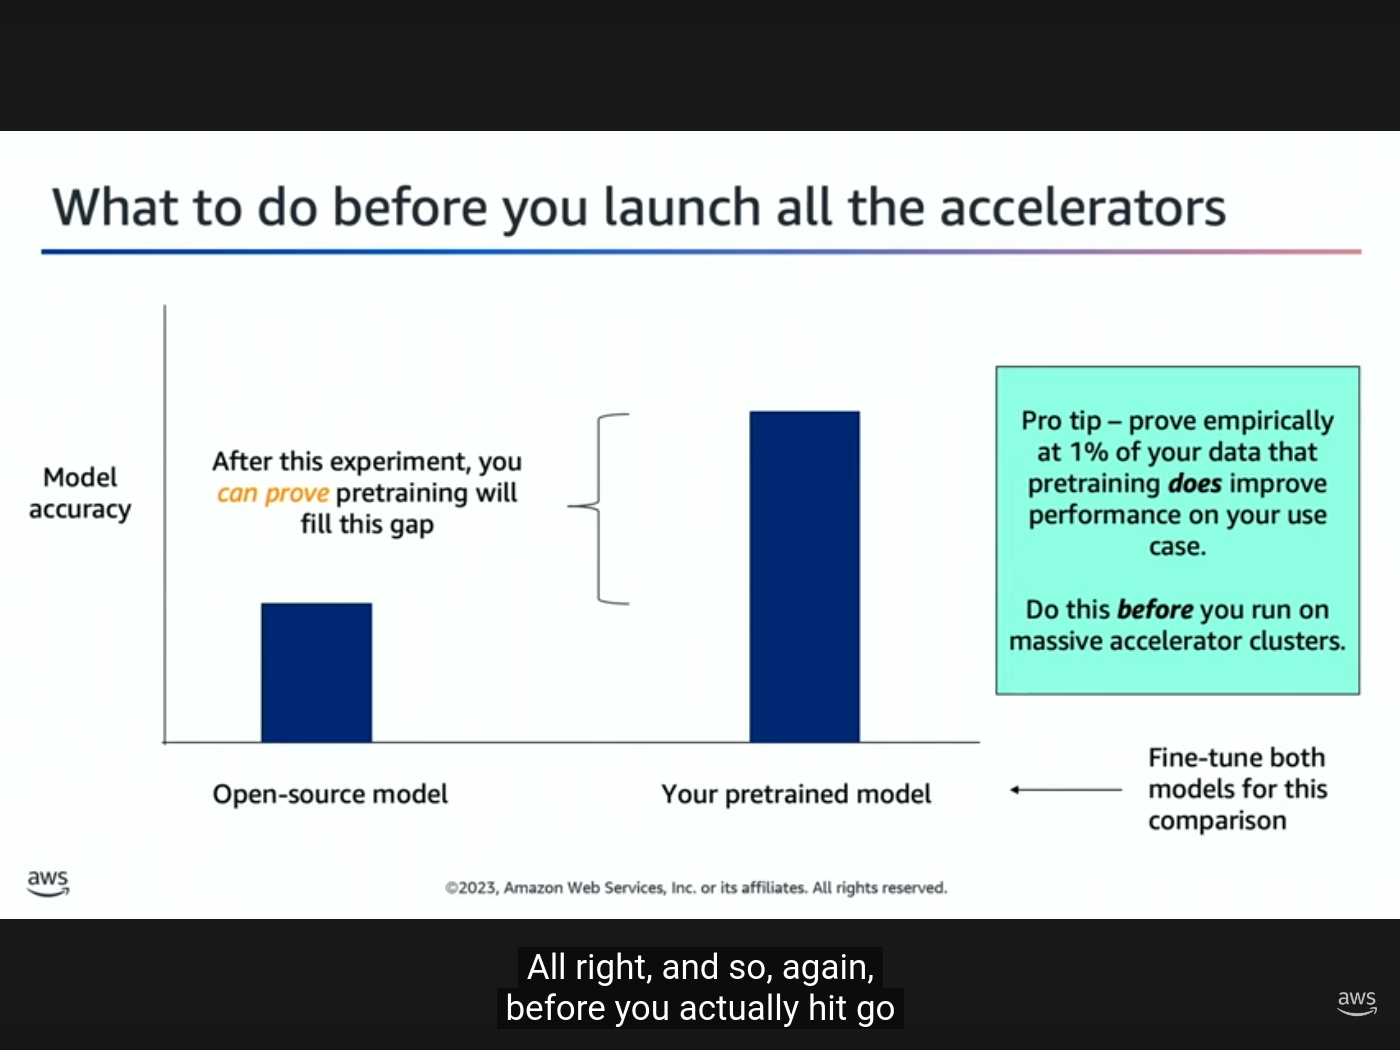 What to do before you launch all the accelerators
Model
accuracy
After this experiment, you
can prove pretraining will
fill this gap
Pro tip – prove empirically
at 1% of your data that
pretraining does improve
performance on your use
case.
Do this before you run on
massive accelerator clusters.
Open-source model
Your pretrained model
Fine-tune both
models for this
comparison
aws
©2023, Amazon Web Services, Inc. or its affiliates. All rights reserved.
All right, and so, again,
before you actually hit go
aws